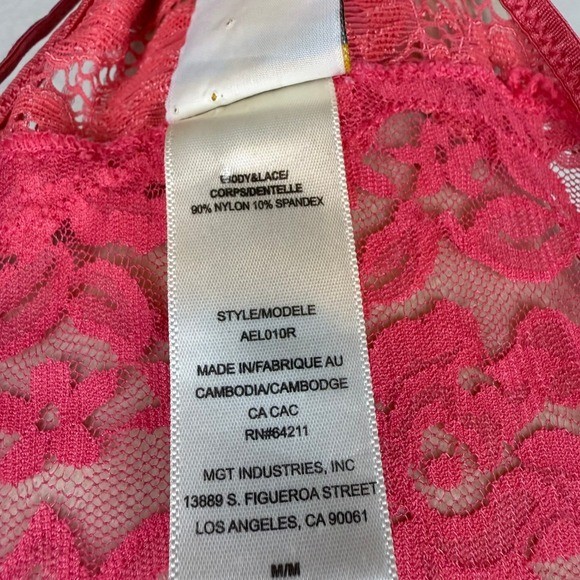 BODY&LACE/
CORPS/DENTELLE
90% NYLON 10% SPANDEX
STYLE/MODELE
AEL010R
MADE IN/FABRIQUE AU
CAMBODIA/CAMBODGE
CA CAC
RN#64211
MGT INDUSTRIES, INC
13889 S. FIGUEROA STREET
LOS ANGELES, CA 90061
M/M